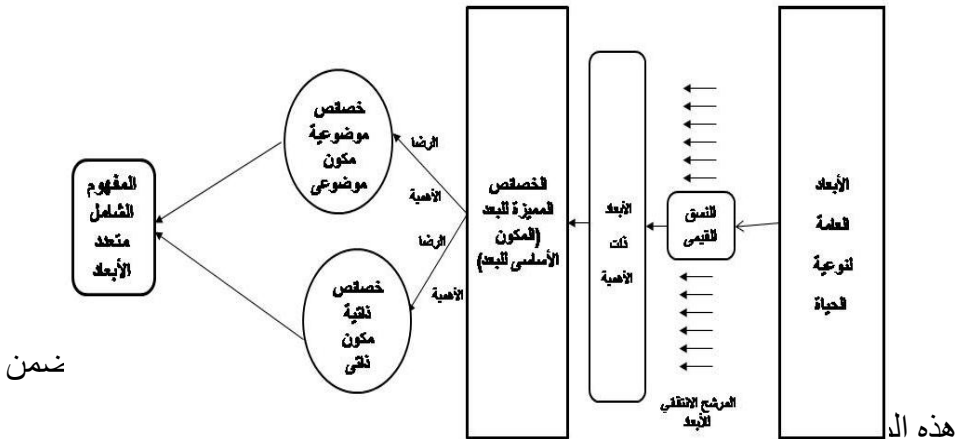 الأبعاد
العامة
لنوعية
الحياة
النسق
القيمى
المرشح الانتقائي
للأبعاد
الأبعاد
ذات
الأهمية
الخصائص
المميزة للبعد
(المكون
الأساسى للبعد)
الرضا
الأهمية
الرضا
الأهمية
خصائص
موضوعية
مكون
موضوعى
خصائص
ذاتية
مكون
ذاتى
المفهوم
الشامل
متعدد
الأبعاد
ضمن
هذه